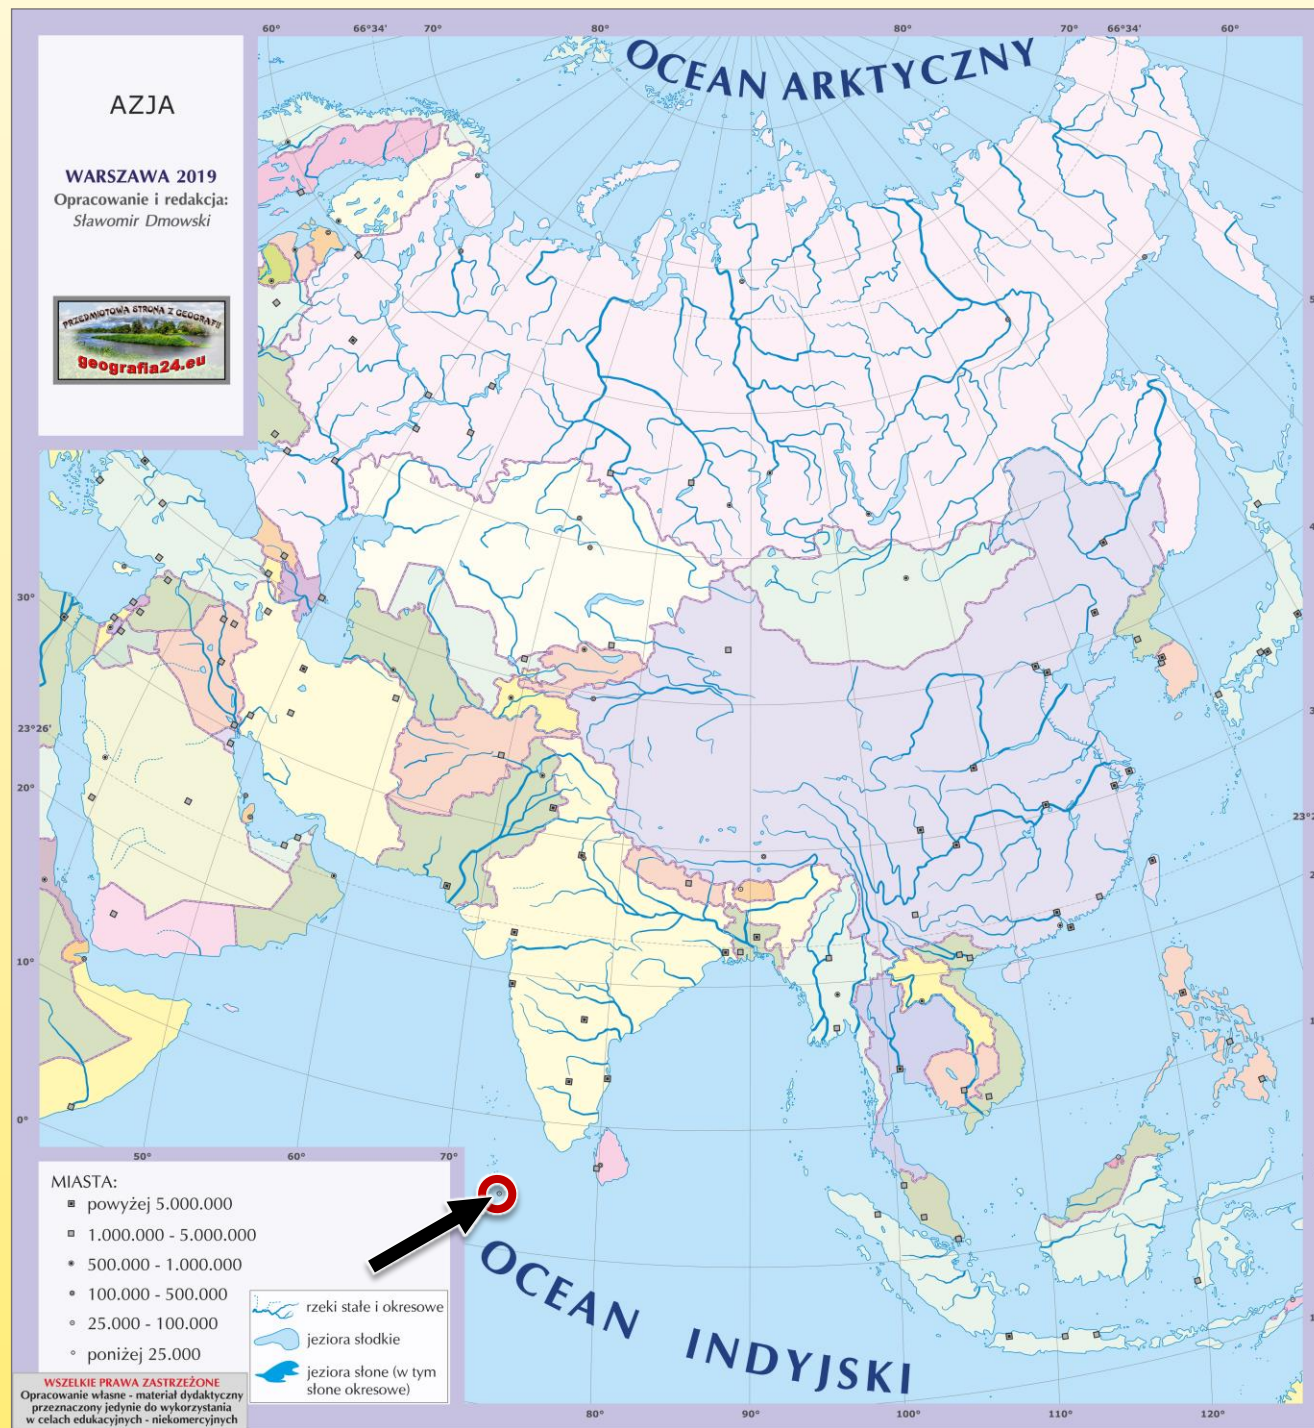 60°
66°34'
70°
80°
80°
70°
66°34'
60°
OCEAN ARKTYCZNY
AZJA
WARSZAWA 2019
Opracowanie i redakcja:
Sławomir Dmowski
PRZEDMIOTOWA STRONA Z GEOGRAFII
geografia24.eu
30°
23°26'
20°
10°
0°
50°
60°
70°
MIASTA:
powyżej 5.000.000
1.000.000 - 5.000.000
500.000 - 1.000.000
100.000 - 500.000
25.000 - 100.000
poniżej 25.000
rzeki stałe i okresowe
jeziora słodkie
jeziora słone (w tym
słone okresowe)
OCEAN INDYJSKI
WSZELKIE PRAWA ZASTRZEŻONE
Opracowanie własne - materiał dydaktyczny
przeznaczony jedynie do wykorzystania
w celach edukacyjnych - niekomercyjnych
80°
90°
100°
110°
120°